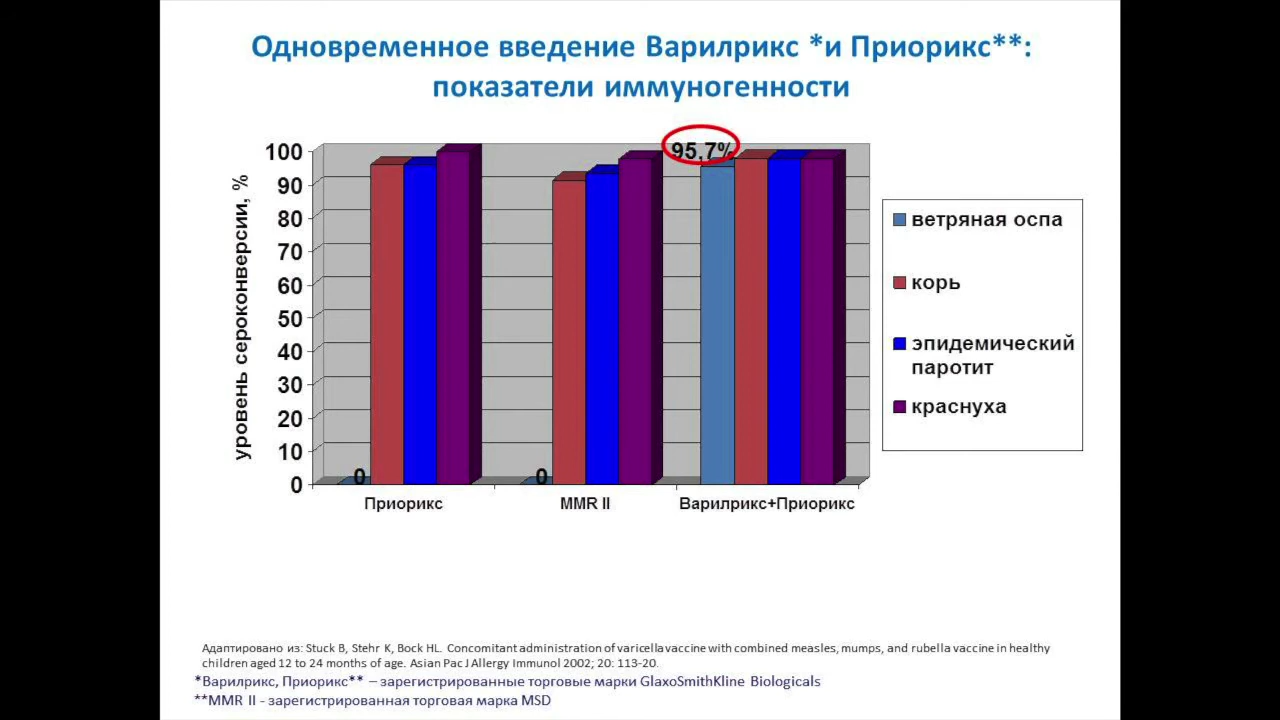 Одновременное введение Варилрикс *и Приорикс**:
показатели иммуногенности
уровень сероконверсии, %
100
90
80
70
60
50
40
30
20
10
0
0
0
95,7%
Приорикс
MMR II
Варилрикс+Приорикс
ветряная оспа
корь
эпидемический
паротит
краснуха
Адаптировано из: Stuck B, Stehr K, Bock HL. Concomitant administration of varicella vaccine with combined measles, mumps, and rubella vaccine in healthy
children aged 12 to 24 months of age. Asian Pac J Allergy Immunol 2002; 20: 113-20.
*Варилрикс, Приорикс** – зарегистрированные торговые марки GlaxoSmithKline Biologicals
**MMR II - зарегистрированная торговая марка MSD